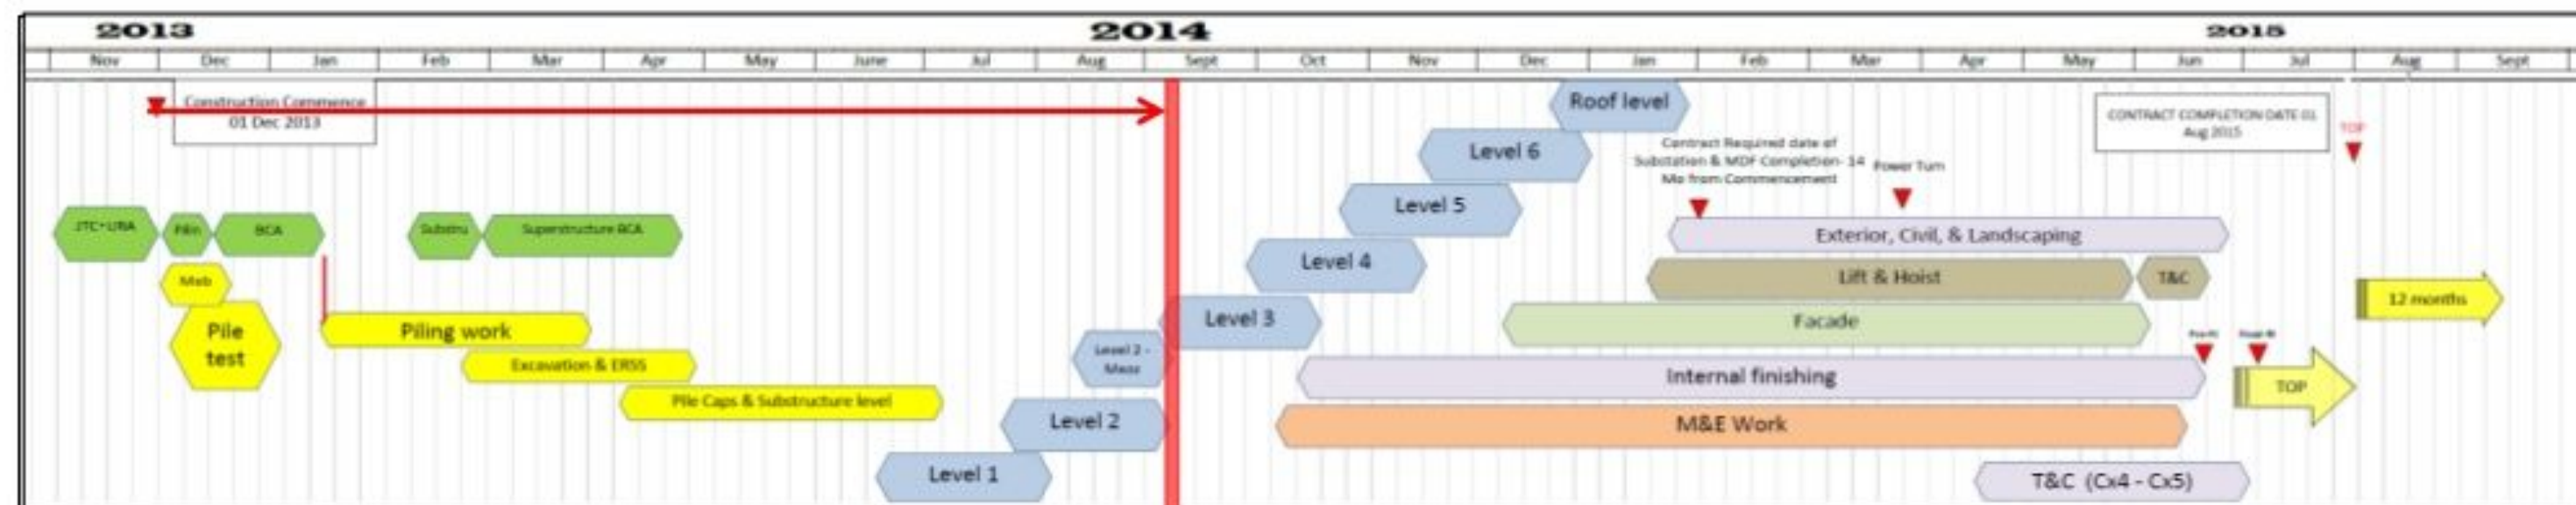 2013 2014 2015
Nov Dec Jan Feb Mar Apr May June Jul Aug Sept Oct Nov Dec Jan Feb Mar Apr May Jun Jul Aug Sept
Construction Commence
01 Dec 2013
Roof level
CONTRACT COMPLETION DATE 01
Aug 2015
TOP
Level 6
Contract Required date of
Substation & MDF Completion- 14
Mo from Commencement
Power Turn
Level 5
JTC+URA
Pilin
BCA
Substru
Superstructure BCA
Exterior, Civil, & Landscaping
Level 4
Mob
Lift & Hoist
T&C
12 months
Pile
test
Piling work
Level 3
Facade
Excavation & ERSS
Level 2 -
Mezz
Internal finishing
TOP
Pile Caps & Substructure level
Level 2
M&E Work
Level 1
T&C (Cx4 - Cx5)